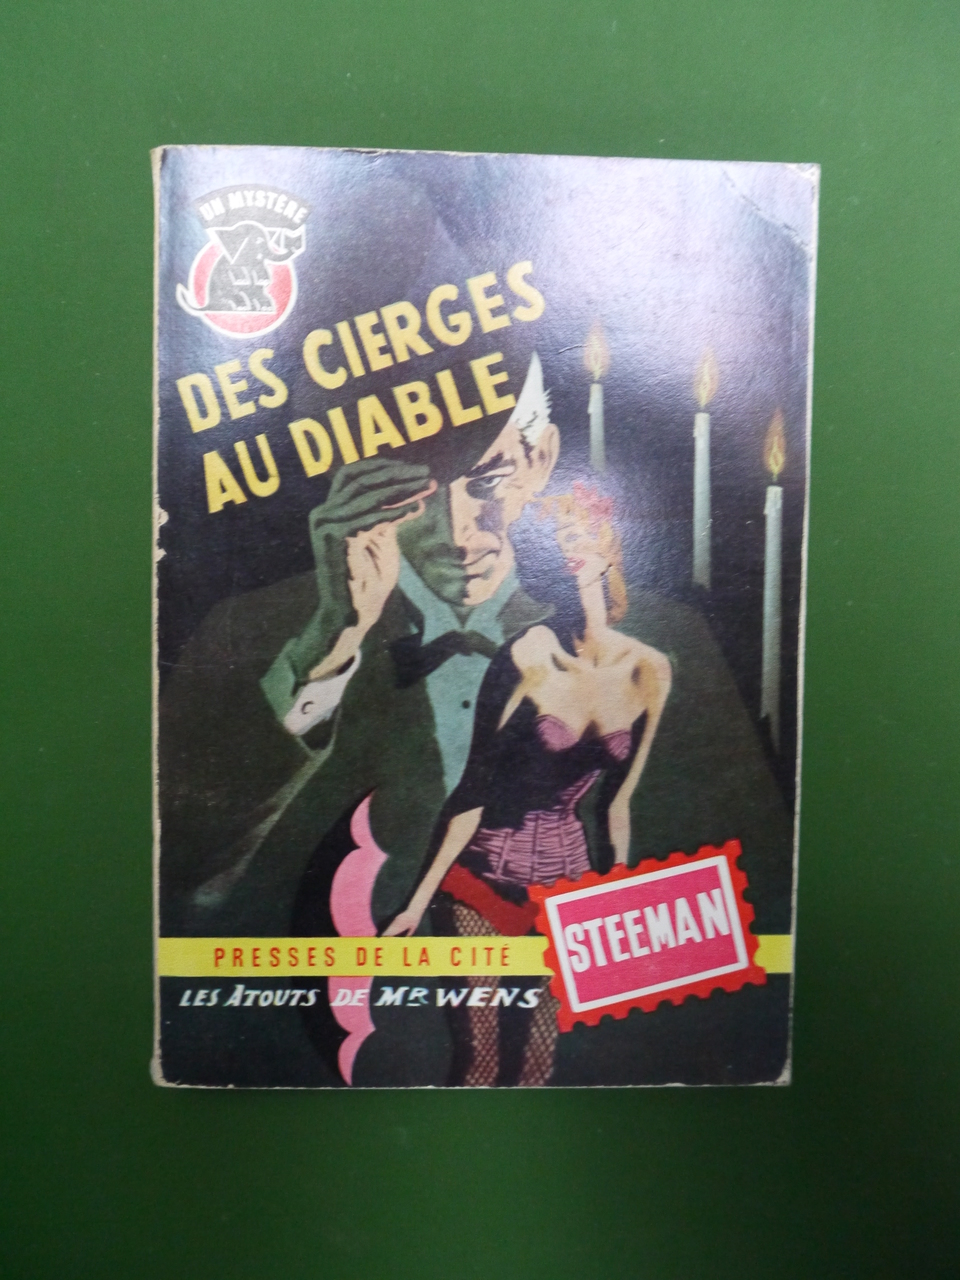 UN MYSTÈRE
DES CIERGES
AU DIABLE
STEEMAN
PRESSES DE LA CITÉ
LES ATOUTS DE MR WENS